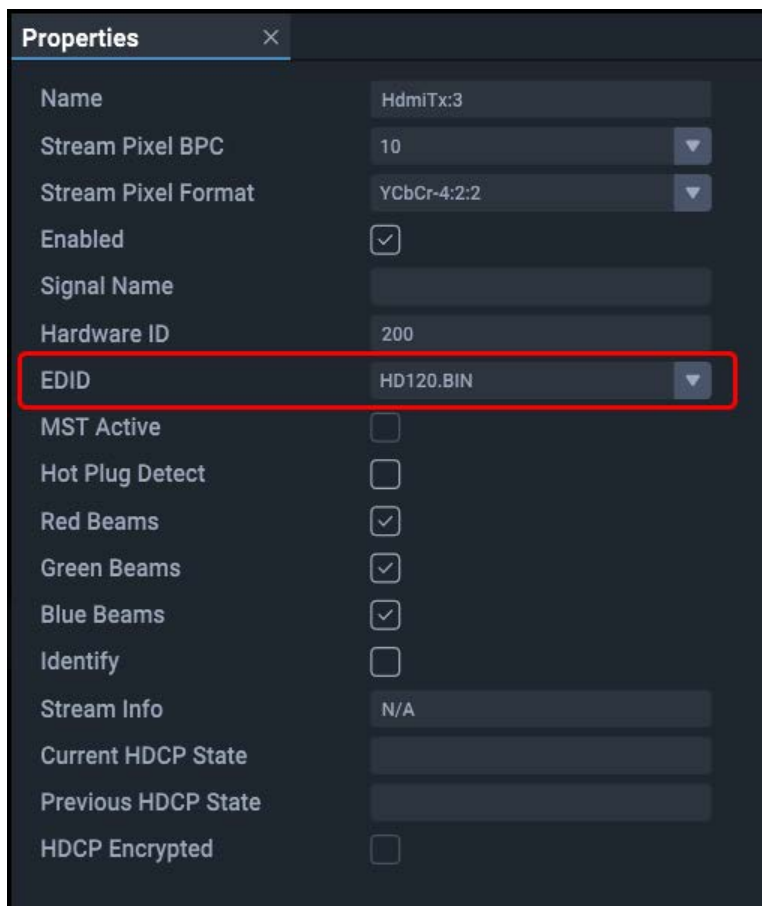 Properties
Name HdmiTx:3
Stream Pixel BPC 10
Stream Pixel Format YCbCr-4:2:2
Enabled
Signal Name
Hardware ID 200
EDID HD120.BIN
MST Active
Hot Plug Detect
Red Beams
Green Beams
Blue Beams
Identify
Stream Info N/A
Current HDCP State
Previous HDCP State
HDCP Encrypted